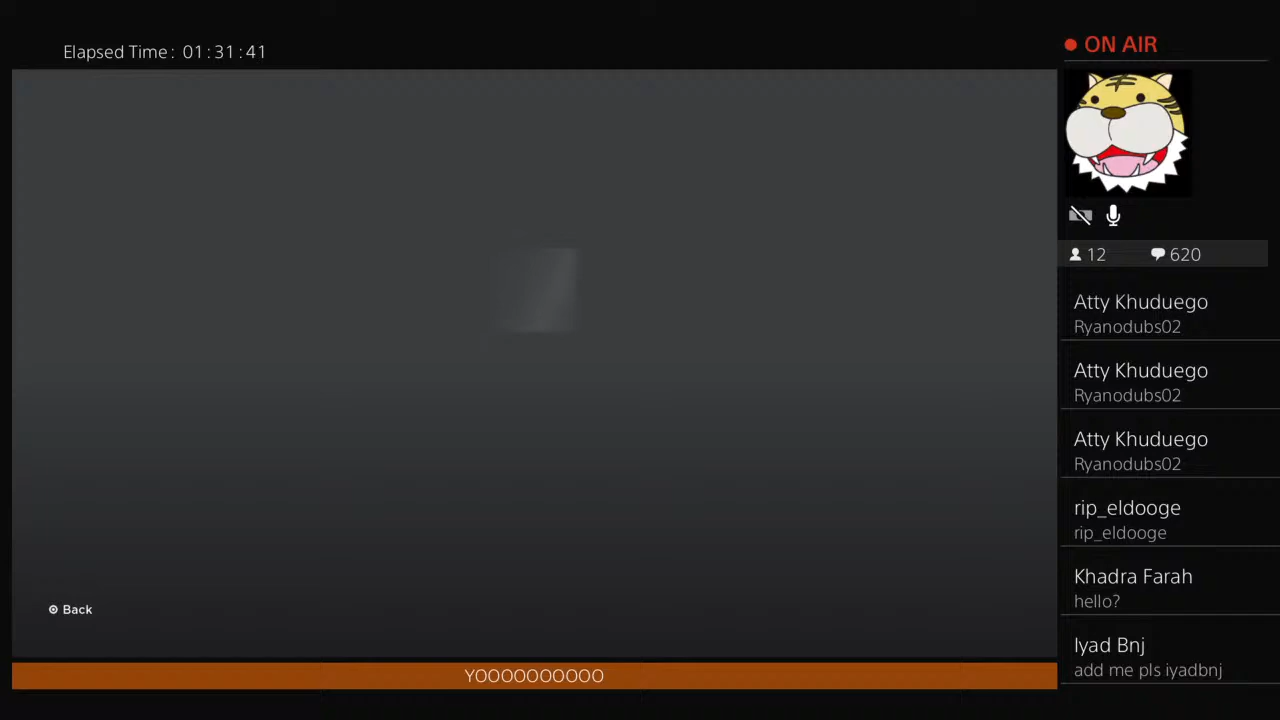 Elapsed Time: 01:31:41
ON AIR
12 620
Atty Khuduego
Ryanodubs02
Atty Khuduego
Ryanodubs02
Atty Khuduego
Ryanodubs02
rip_eldooge
rip_eldooge
Khadra Farah
hello?
Iyad Bnj
add me pls iyadbnj
Back
YOOOOOOOOOO